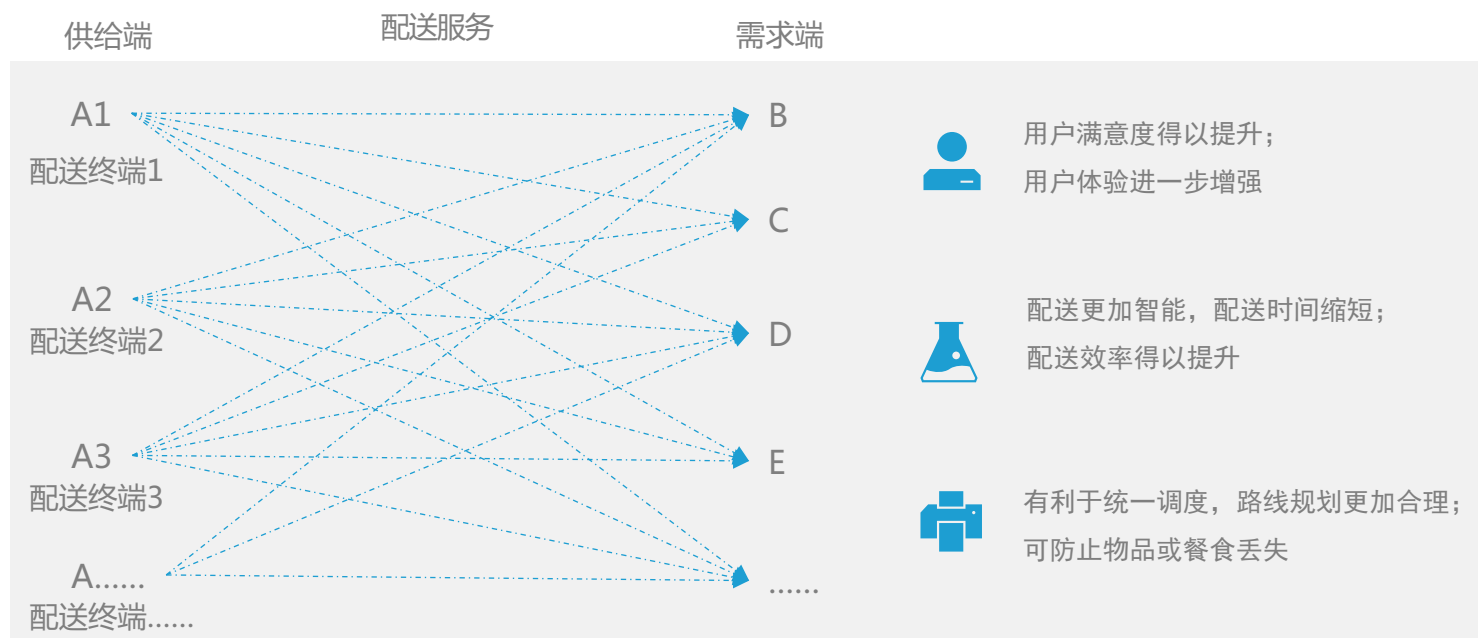 供给端
配送服务
需求端
A1
配送终端1
A2
配送终端2
A3
配送终端3
A......
配送终端......
B
C
D
E
......
用户满意度得以提升；
用户体验进一步增强
配送更加智能，配送时间缩短；
配送效率得以提升
有利于统一调度，路线规划更加合理；
可防止物品或餐食丢失